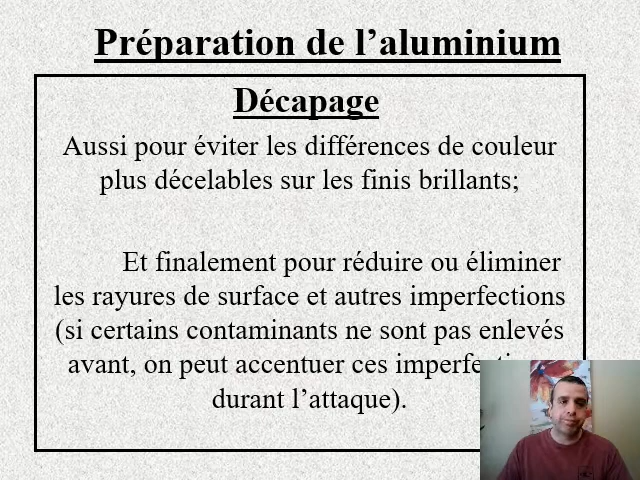 Préparation de l’aluminium
Décapage
Aussi pour éviter les différences de couleur
plus décelables sur les finis brillants;
Et finalement pour réduire ou éliminer
les rayures de surface et autres imperfections
(si certains contaminants ne sont pas enlevés
avant, on peut accentuer ces
durant l’attaque).